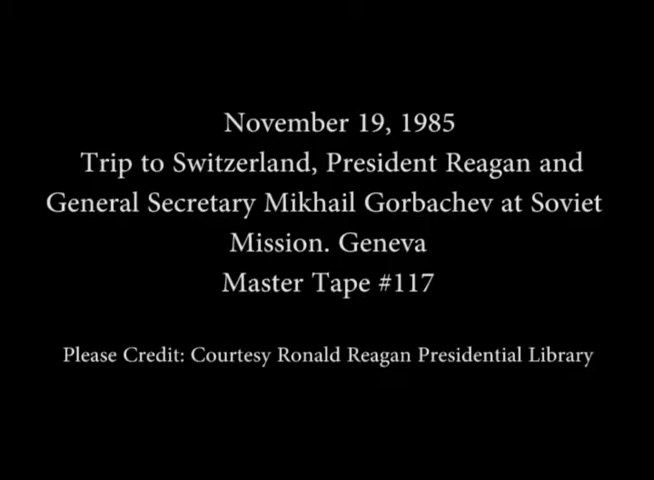 November 19, 1985
Trip to Switzerland, President Reagan and
General Secretary Mikhail Gorbachev at Soviet
Mission. Geneva
Master Tape #117
Please Credit: Courtesy Ronald Reagan Presidential Library